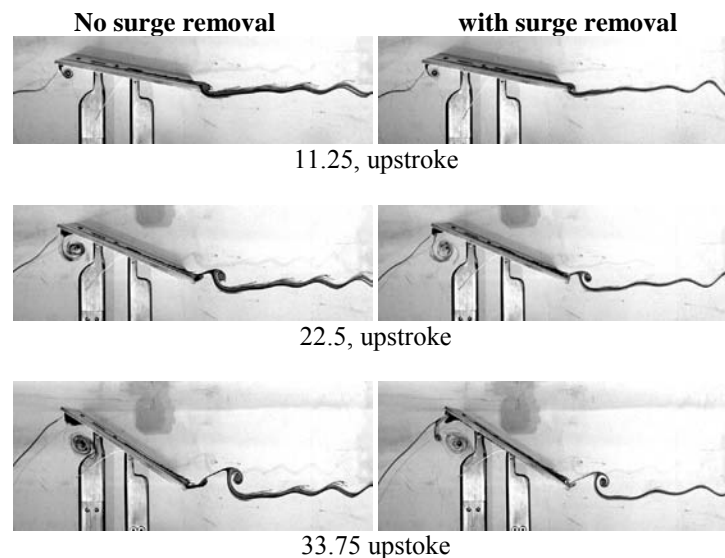 No surge removal with surge removal
11.25, upstroke
22.5, upstroke
33.75 upstoke